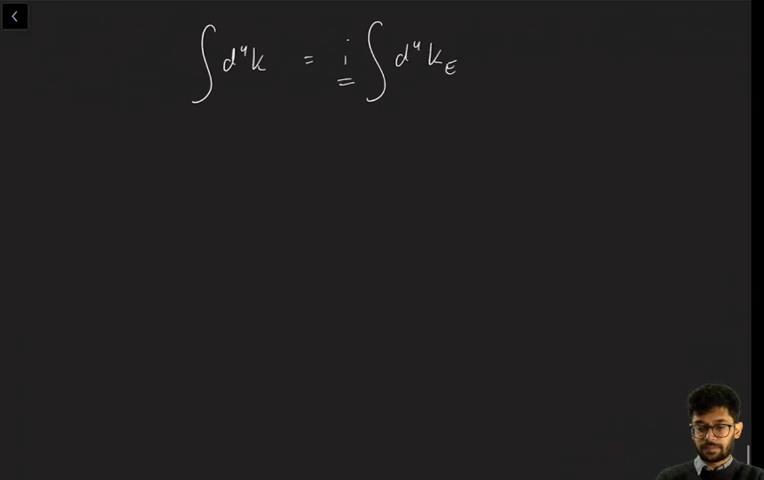 ∫ d⁴k = i ∫ d⁴k_E